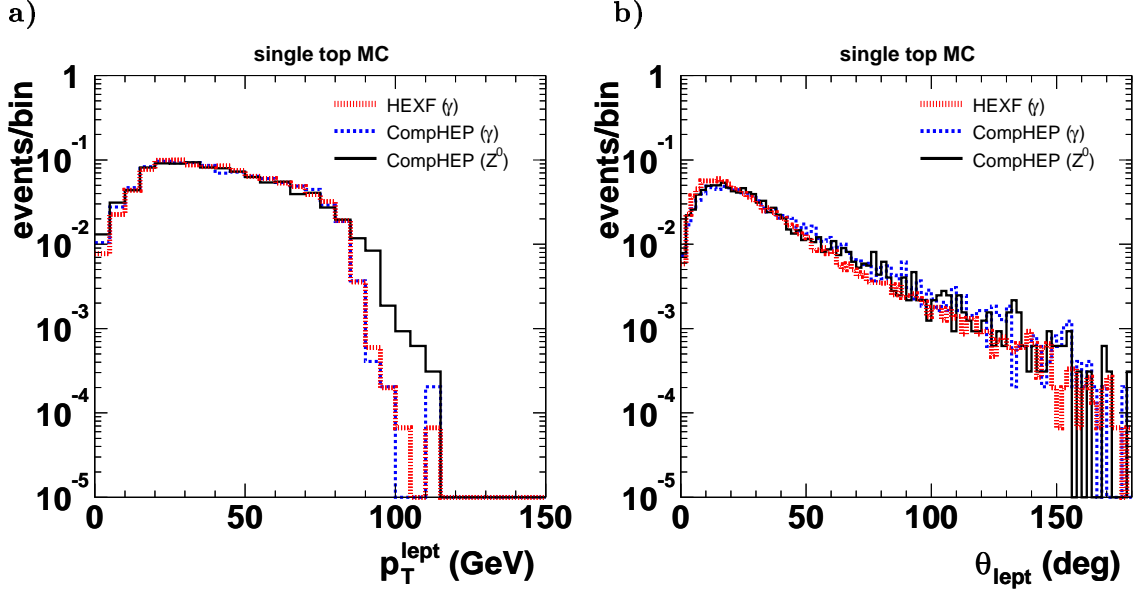 a)
single top MC
events/bin
1
10^-1
10^-2
10^-3
10^-4
10^-5
HEXF (γ)
CompHEP (γ)
CompHEP (Z^0)
0 50 100 150
p_T^lept (GeV)
b)
single top MC
events/bin
1
10^-1
10^-2
10^-3
10^-4
10^-5
HEXF (γ)
CompHEP (γ)
CompHEP (Z^0)
0 50 100 150
θ_lept (deg)